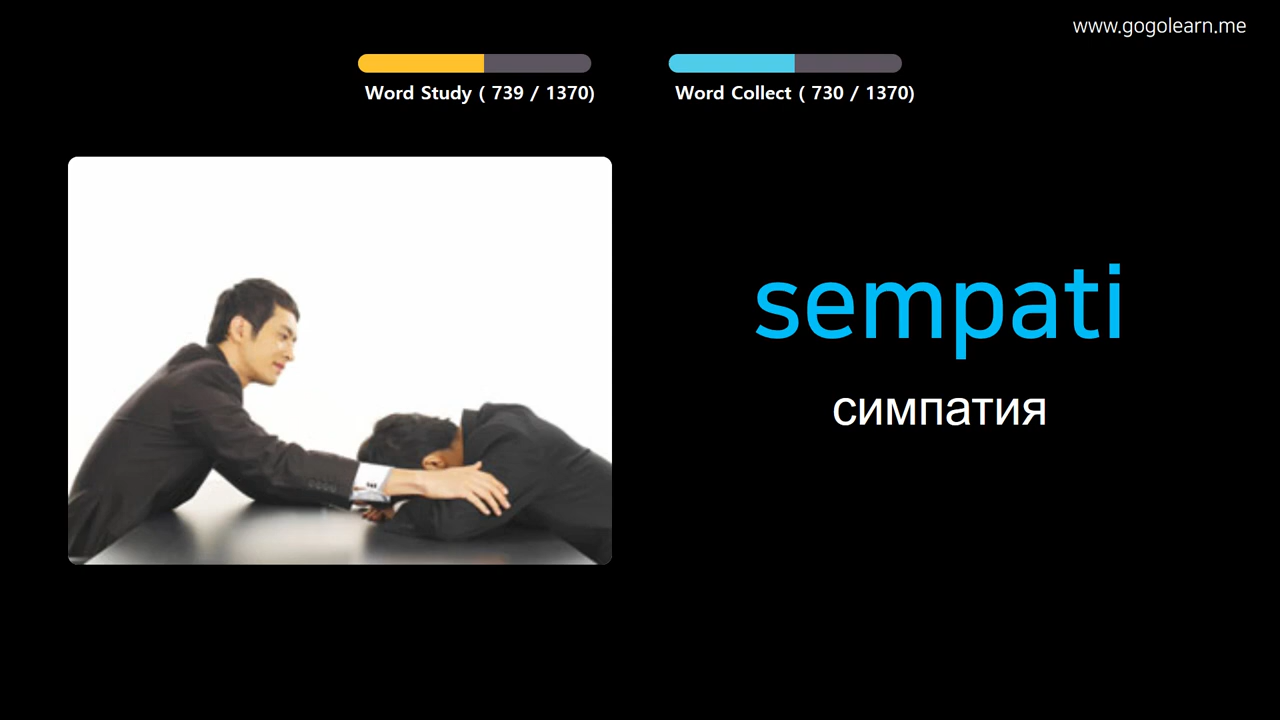 www.gogolearn.me
Word Study ( 739 / 1370)
Word Collect ( 730 / 1370)
sempati
симпатия